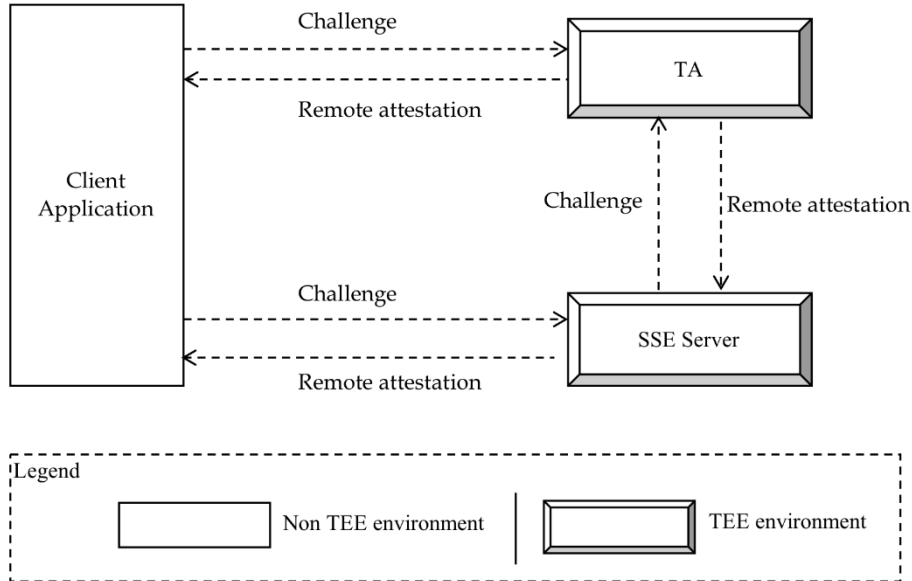 Challenge
TA
Remote attestation
Client
Application
Challenge
Remote attestation
Challenge
SSE Server
Remote attestation
Legend
Non TEE environment
TEE environment